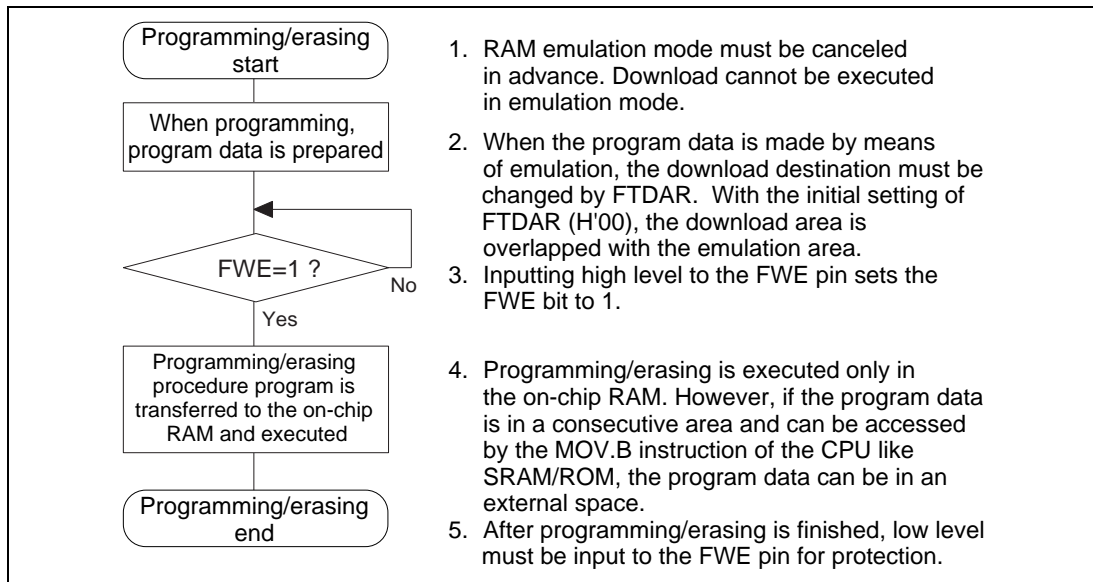 Programming/erasing
start
When programming,
program data is prepared
FWE=1 ?
No
Yes
Programming/erasing
procedure program is
transferred to the on-chip
RAM and executed
Programming/erasing
end
1. RAM emulation mode must be canceled
in advance. Download cannot be executed
in emulation mode.
2. When the program data is made by means
of emulation, the download destination must be
changed by FTDAR. With the initial setting of
FTDAR (H'00), the download area is
overlapped with the emulation area.
3. Inputting high level to the FWE pin sets the
FWE bit to 1.
4. Programming/erasing is executed only in
the on-chip RAM. However, if the program data
is in a consecutive area and can be accessed
by the MOV.B instruction of the CPU like
SRAM/ROM, the program data can be in an
external space.
5. After programming/erasing is finished, low level
must be input to the FWE pin for protection.